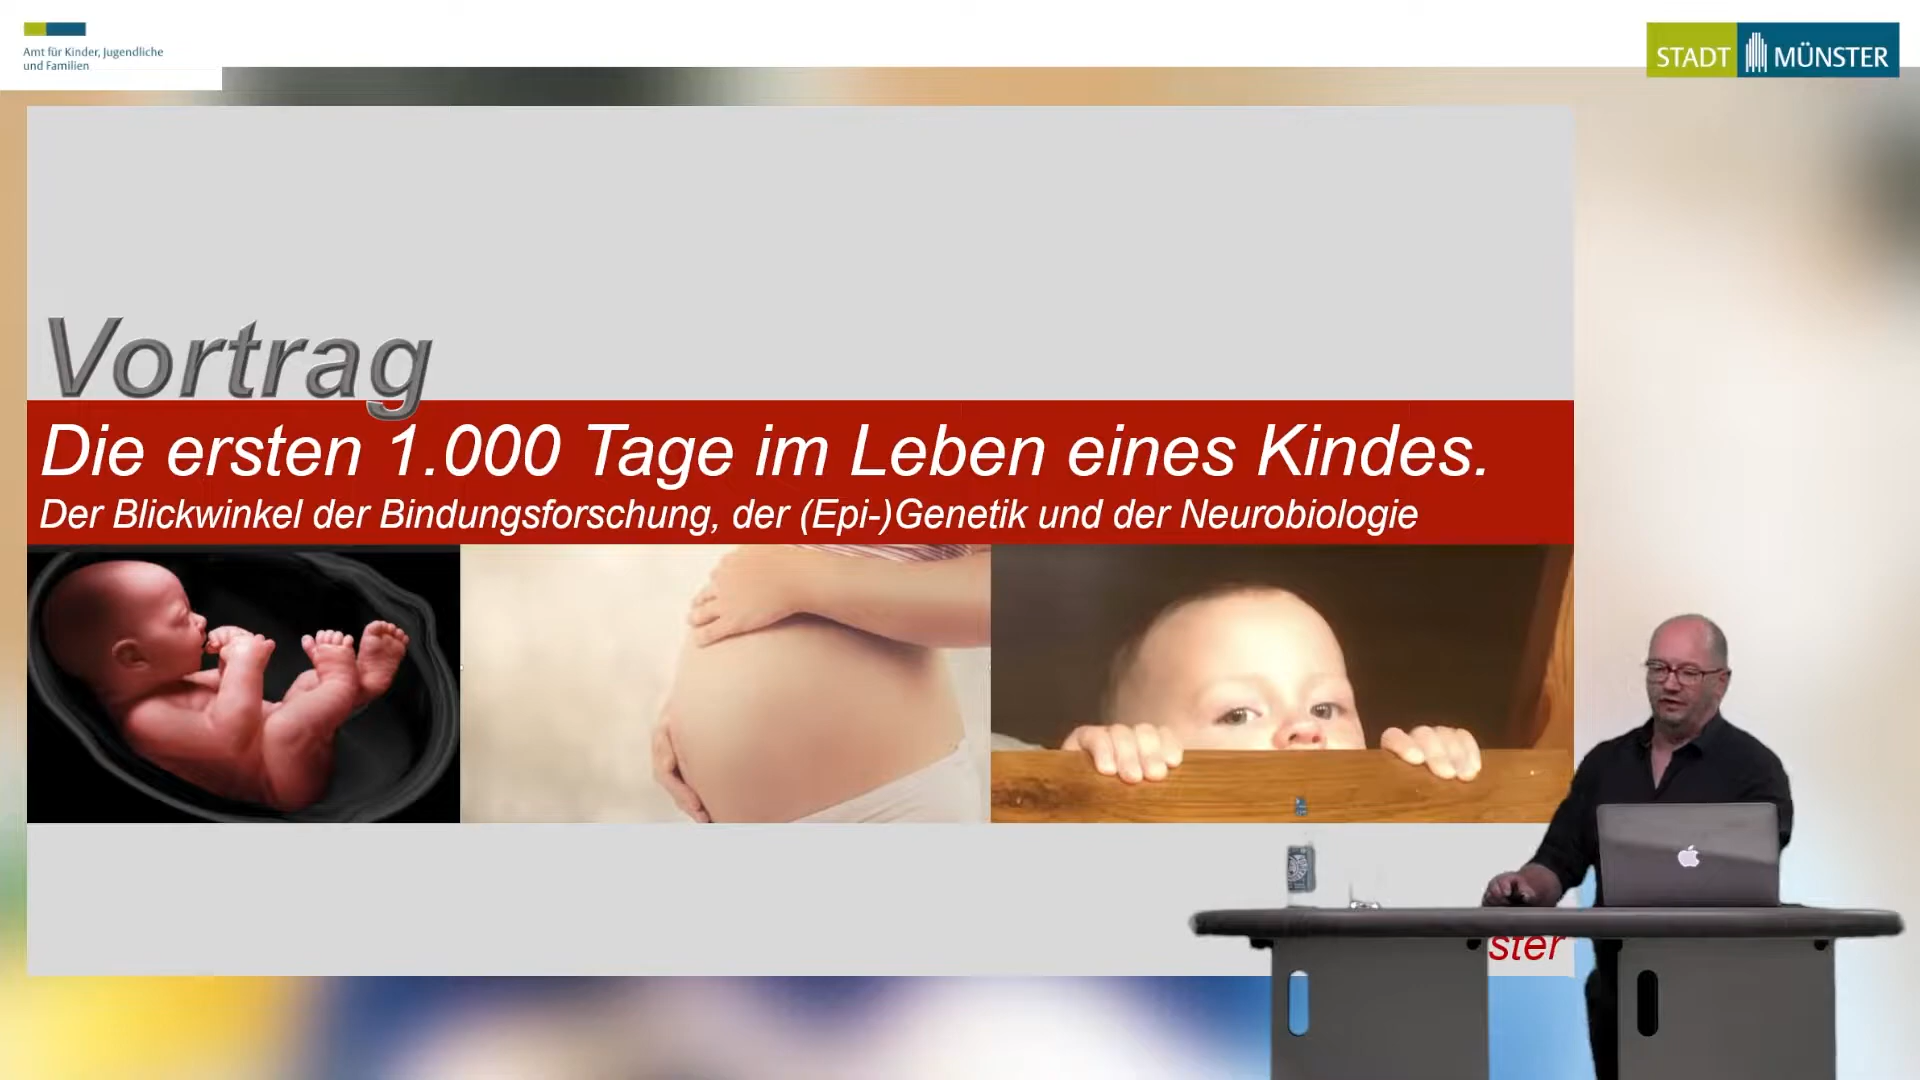 Amt für Kinder, Jugendliche
und Familien
STADT MÜNSTER
Vortrag
Die ersten 1.000 Tage im Leben eines Kindes.
Der Blickwinkel der Bindungsforschung, der (Epi-)Genetik und der Neurobiologie
ster